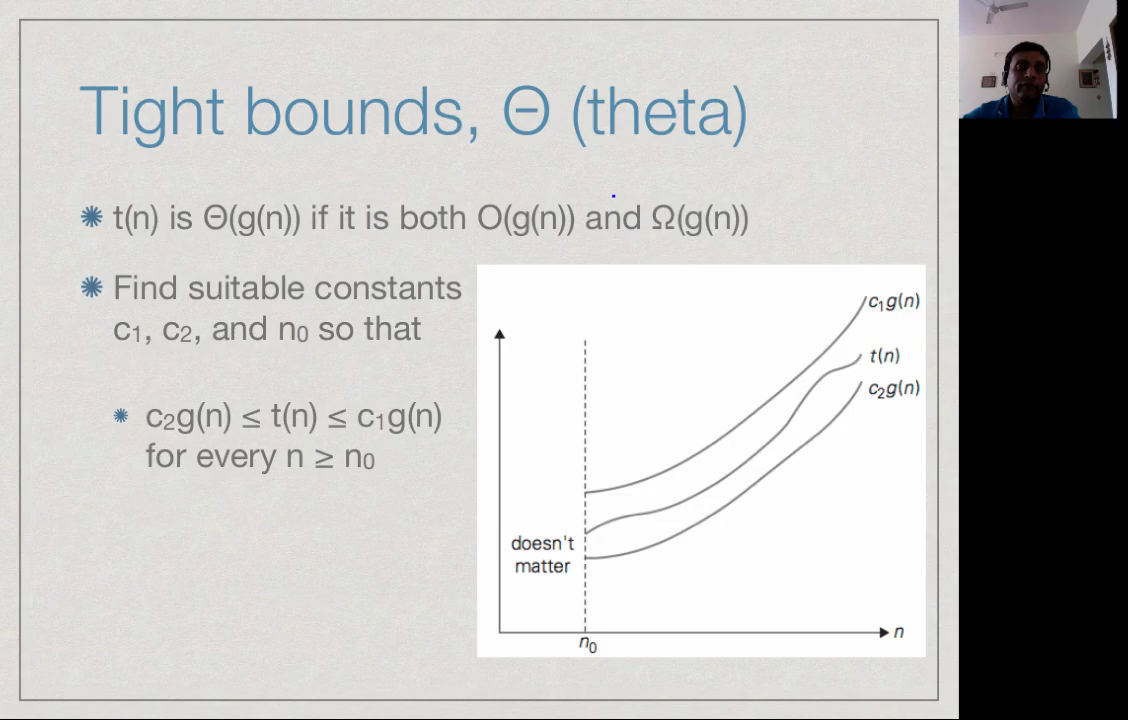 Tight bounds, Θ (theta)
t(n) is Θ(g(n)) if it is both O(g(n)) and Ω(g(n))
Find suitable constants
c₁, c₂, and n₀ so that
c₂g(n) ≤ t(n) ≤ c₁g(n)
for every n ≥ n₀
c₁g(n)
t(n)
c₂g(n)
doesn't
matter
n
n₀